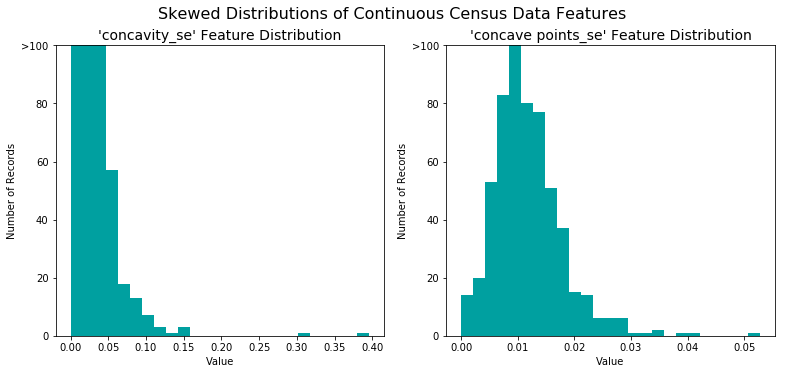 Skewed Distributions of Continuous Census Data Features
'concavity_se' Feature Distribution
Number of Records
>100
80
60
40
20
0
0.00 0.05 0.10 0.15 0.20 0.25 0.30 0.35 0.40
Value
'concave points_se' Feature Distribution
Number of Records
>100
80
60
40
20
0
0.00 0.01 0.02 0.03 0.04 0.05
Value